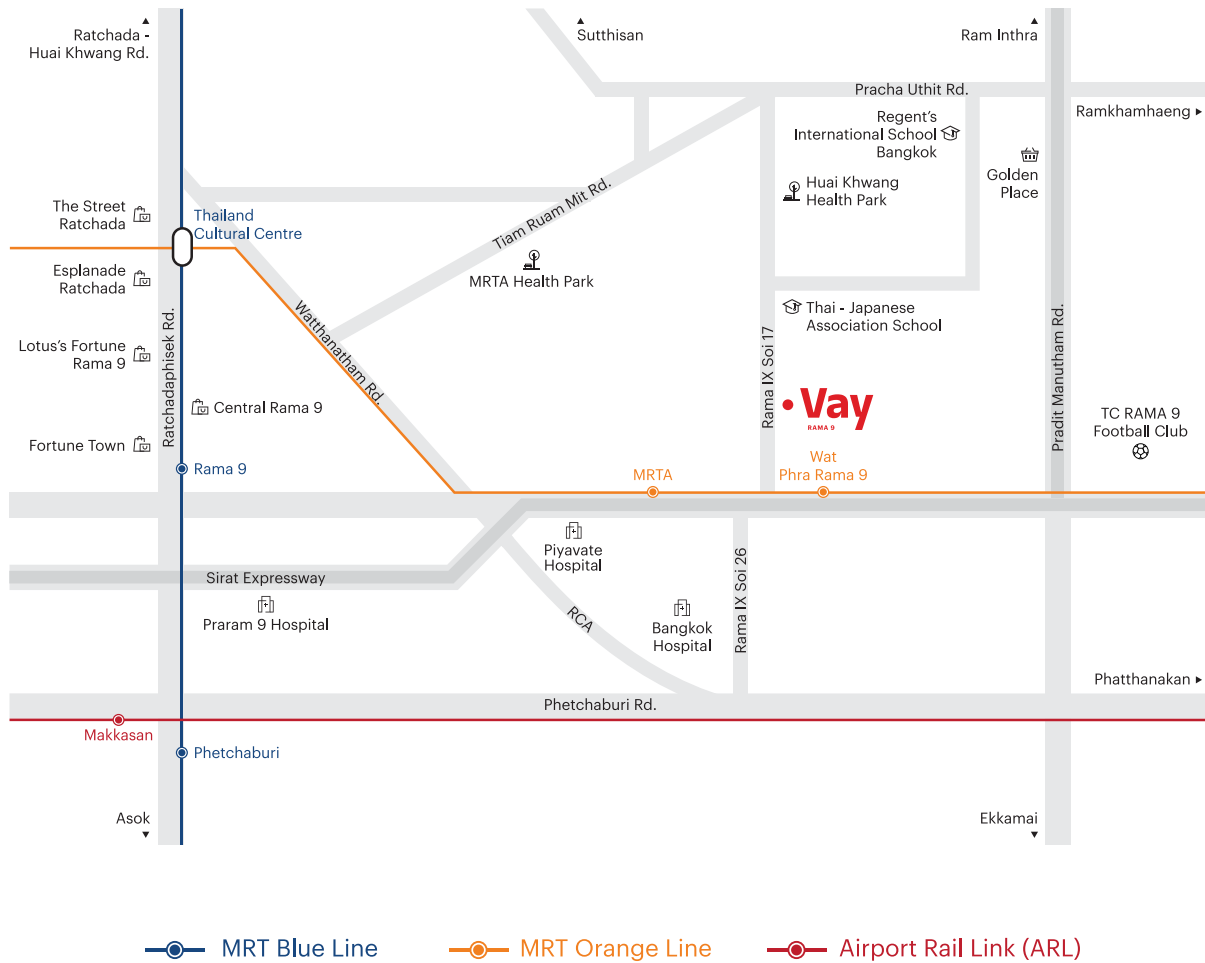 Ratchada -
Huai Khwang Rd.
Sutthisan
Ram Inthra
Pracha Uthit Rd.
Ramkhamhaeng
Regent's
International School
Bangkok
Golden
Place
Huai Khwang
Health Park
The Street
Ratchada
Thailand
Cultural Centre
Tiam Ruam Mit Rd.
MRTA Health Park
Esplanade
Ratchada
Watthanatham Rd.
Thai - Japanese
Association School
Lotus's Fortune
Rama 9
Ratchadaphisek Rd.
Rama IX Soi 17
Pradit Manutham Rd.
Central Rama 9
Vay
RAMA 9
TC RAMA 9
Football Club
Fortune Town
Rama 9
MRTA
Wat
Phra Rama 9
Piyavate
Hospital
Sirat Expressway
Rama IX Soi 26
Praram 9 Hospital
RCA
Bangkok
Hospital
Phatthanakan
Phetchaburi Rd.
Makkasan
Phetchaburi
Asok
Ekkamai
MRT Blue Line
MRT Orange Line
Airport Rail Link (ARL)